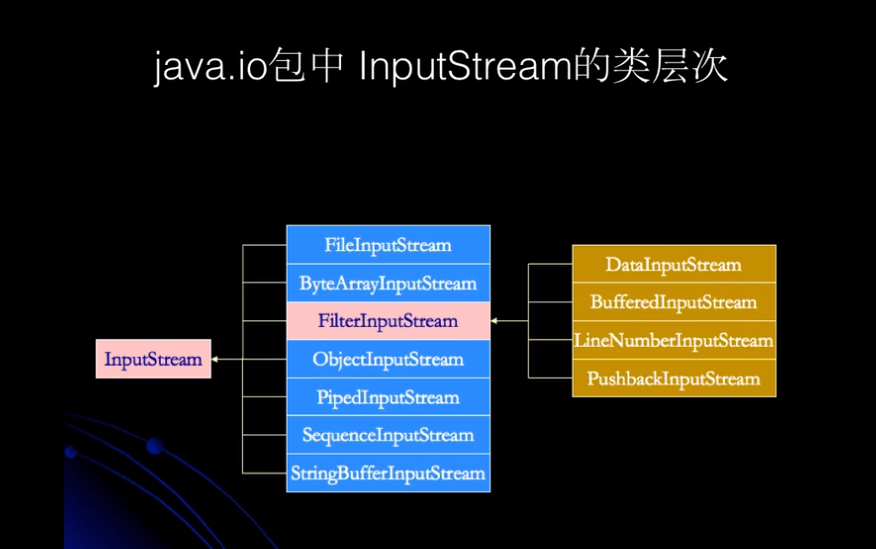 java.io包中 InputStream的类层次
FileInputStream
ByteArrayInputStream
FilterInputStream
ObjectInputStream
PipedInputStream
SequenceInputStream
StringBufferInputStream
InputStream
DataInputStream
BufferedInputStream
LineNumberInputStream
PushbackInputStream